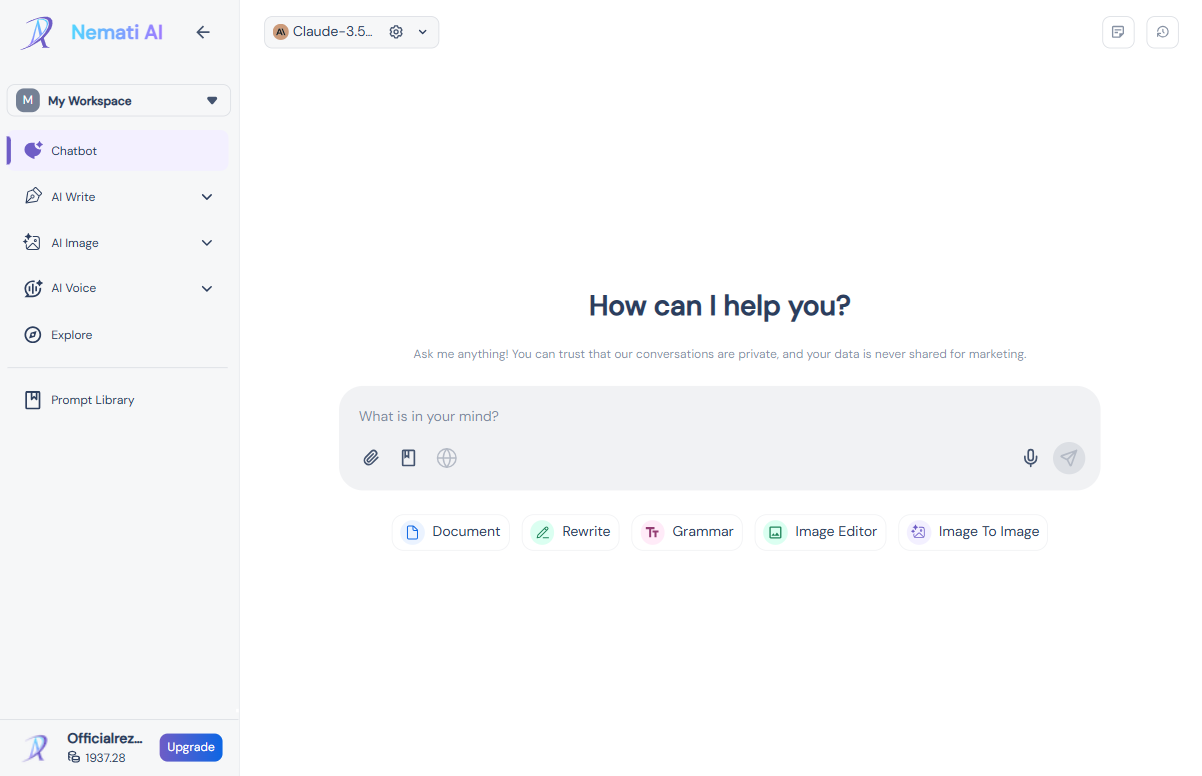 Nemati AI
M My Workspace
Chatbot
AI Write
AI Image
AI Voice
Explore
Prompt Library
Officialrez...
1937.28
Upgrade
Claude-3.5...
How can I help you?
Ask me anything! You can trust that our conversations are private, and your data is never shared for marketing.
What is in your mind?
Document Rewrite Tт Grammar Image Editor Image To Image